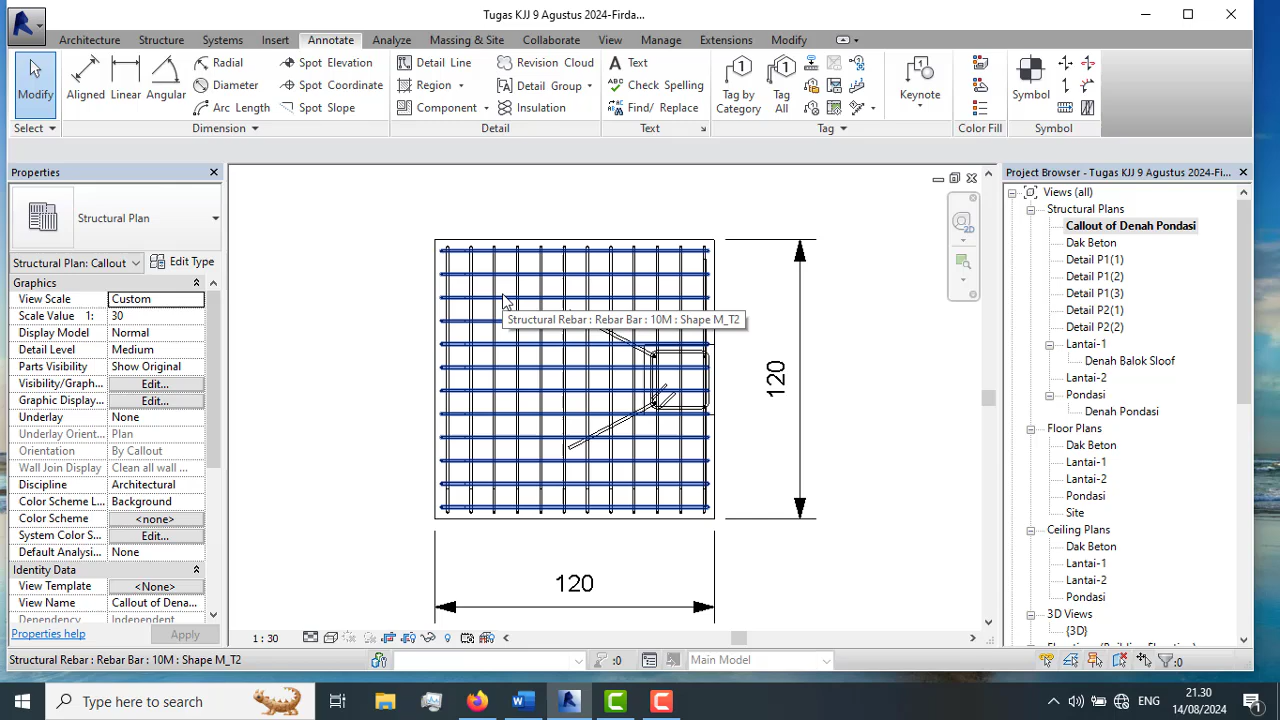 Tugas KJJ 9 Agustus 2024-Firda...
Architecture Structure Systems Insert Annotate Analyze Massing & Site Collaborate View Manage Extensions Modify
Modify
Select
Aligned Linear Angular
Radial
Diameter
Arc Length
Spot Elevation
Spot Coordinate
Spot Slope
Dimension
Detail Line
Region
Component
Revision Cloud
Detail Group
Insulation
Detail
Text
Check Spelling
Find/ Replace
Text
Tag by Category
Tag All
Tag
Keynote
Color Fill
Symbol
Symbol
Properties
Structural Plan
Structural Plan: Callout
Edit Type
Graphics
View Scale Custom
Scale Value 1: 30
Display Model Normal
Detail Level Medium
Parts Visibility Show Original
Visibility/Graph... Edit...
Graphic Display... Edit...
Underlay None
Underlay Orient... Plan
Orientation By Callout
Wall Join Display Clean all wall ...
Discipline Architectural
Color Scheme L... Background
Color Scheme <none>
System Color S... Edit...
Default Analysi... None
Identity Data
View Template <None>
View Name Callout of Dena...
Dependency Independent
Properties help Apply
Structural Rebar : Rebar Bar : 10M : Shape M_T2
120
120
Project Browser - Tugas KJJ 9 Agustus 2024-Fi...
Views (all)
Structural Plans
Callout of Denah Pondasi
Dak Beton
Detail P1(1)
Detail P1(2)
Detail P1(3)
Detail P2(1)
Detail P2(2)
Lantai-1
Denah Balok Sloof
Lantai-2
Pondasi
Denah Pondasi
Floor Plans
Dak Beton
Lantai-1
Lantai-2
Pondasi
Site
Ceiling Plans
Dak Beton
Lantai-1
Lantai-2
Pondasi
3D Views
{3D}
1 : 30
Structural Rebar : Rebar Bar : 10M : Shape M_T2
:0
Main Model
:0
Type here to search
ENG
21.30
14/08/2024
1